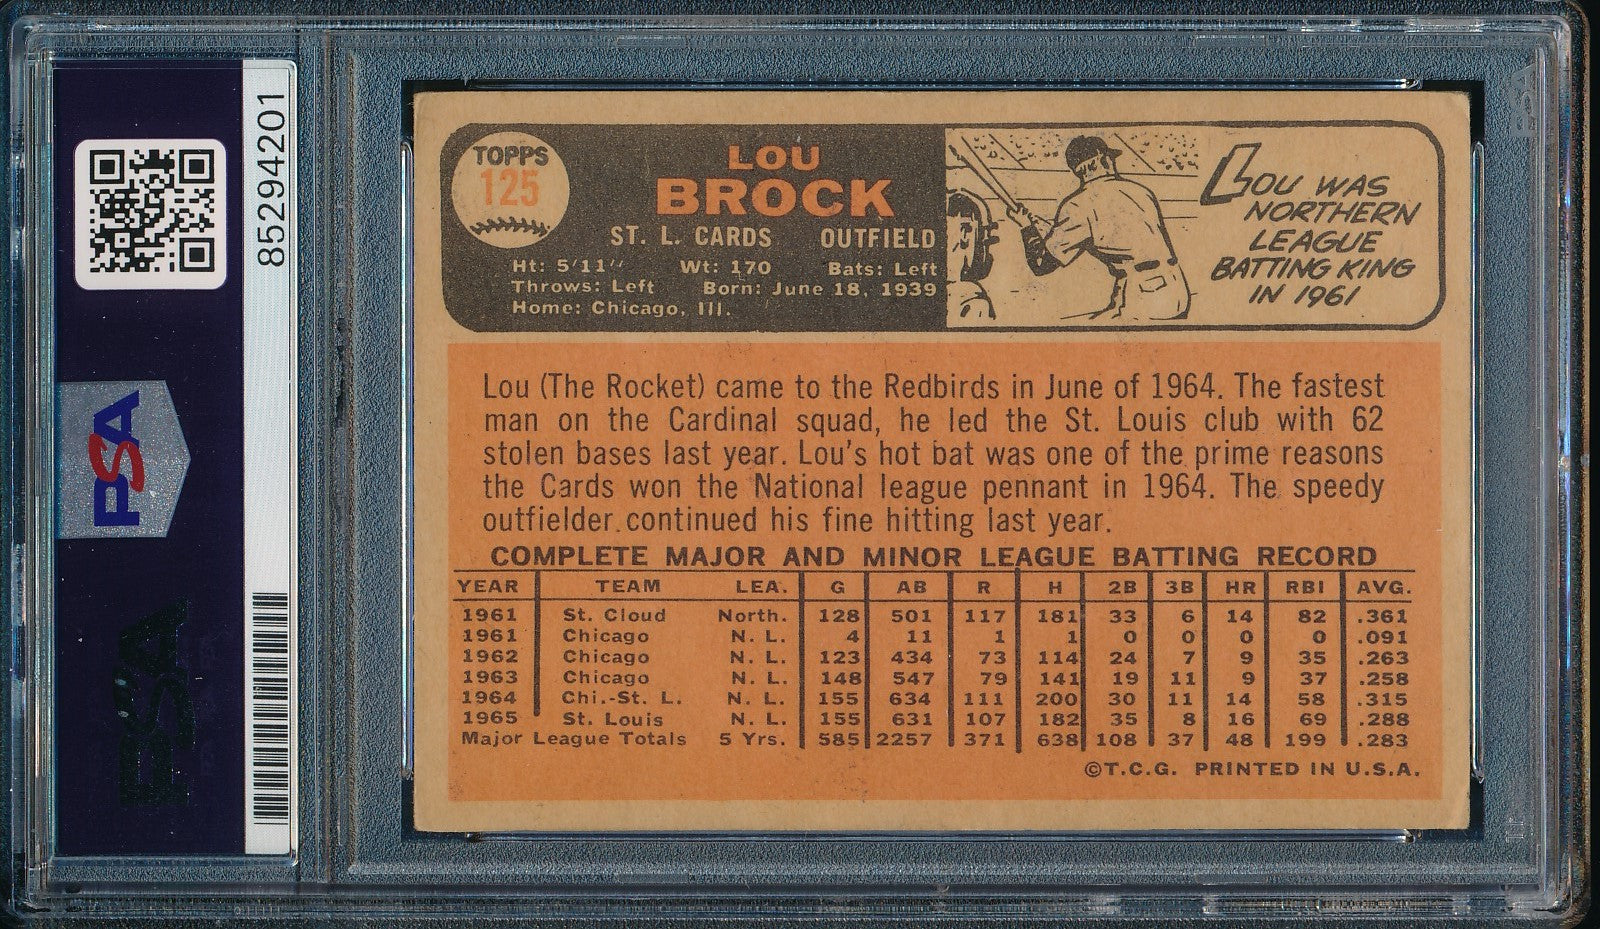 85294201
PSA
TOPPS
125
LOU
BROCK
ST. L. CARDS OUTFIELD
Ht: 5'11" Wt: 170 Bats: Left
Throws: Left Born: June 18, 1939
Home: Chicago, Ill.
LOU WAS
NORTHERN
LEAGUE
BATTING KING
IN 1961
Lou (The Rocket) came to the Redbirds in June of 1964. The fastest
man on the Cardinal squad, he led the St. Louis club with 62
stolen bases last year. Lou's hot bat was one of the prime reasons
the Cards won the National league pennant in 1964. The speedy
outfielder continued his fine hitting last year.
COMPLETE MAJOR AND MINOR LEAGUE BATTING RECORD
YEAR TEAM LEA. G AB R H 2B 3B HR RBI AVG.
1961 St. Cloud North. 128 501 117 181 33 6 14 82 .361
1961 Chicago N. L. 4 11 1 1 0 0 0 0 .091
1962 Chicago N. L. 123 434 73 114 24 7 9 35 .263
1963 Chicago N. L. 148 547 79 141 19 11 9 37 .258
1964 Chi.-St. L. N. L. 155 634 111 200 30 11 14 58 .315
1965 St. Louis N. L. 155 631 107 182 35 8 16 69 .288
Major League Totals 5 Yrs. 585 2257 371 638 108 37 48 199 .283
©T.C.G. PRINTED IN U.S.A.
PSA